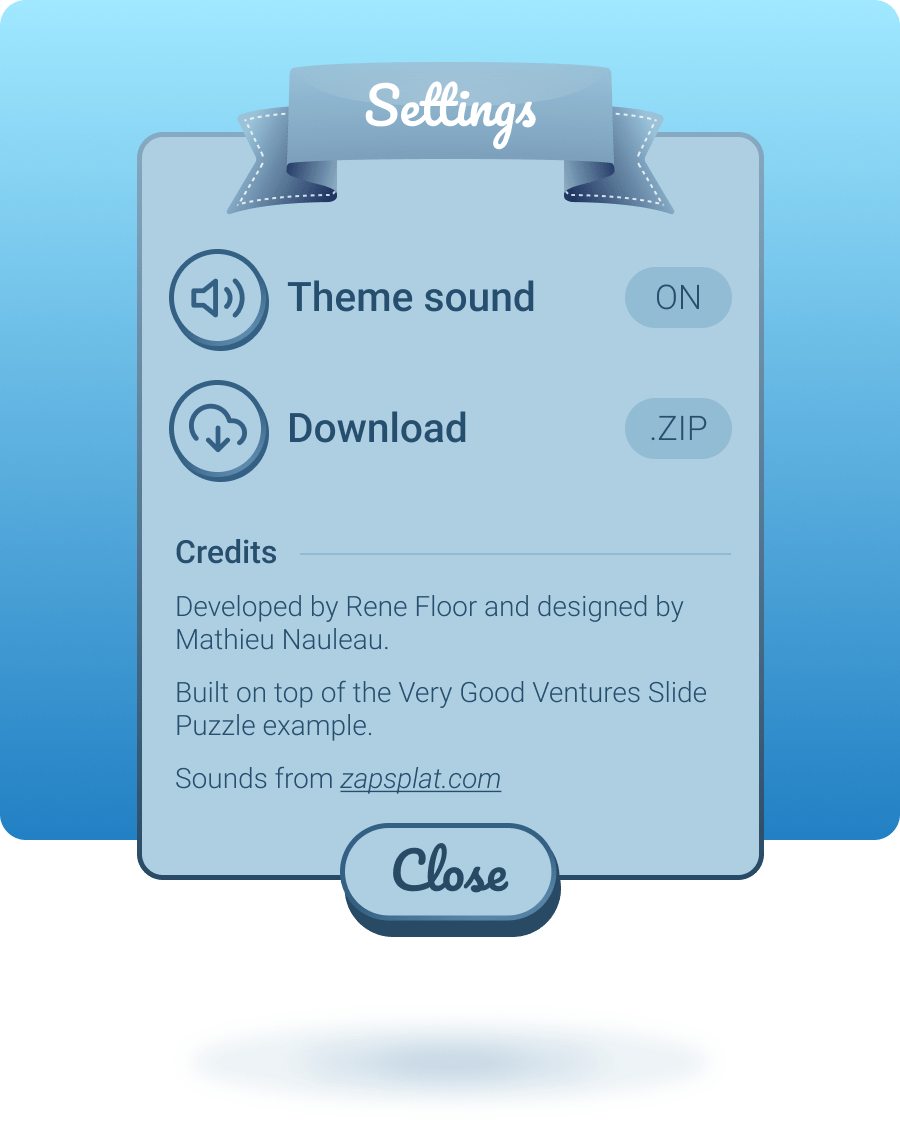 Settings
Theme sound
ON
Download
.ZIP
Credits
Developed by Rene Floor and designed by
Mathieu Nauleau.
Built on top of the Very Good Ventures Slide
Puzzle example.
Sounds from zapsplat.com
Close